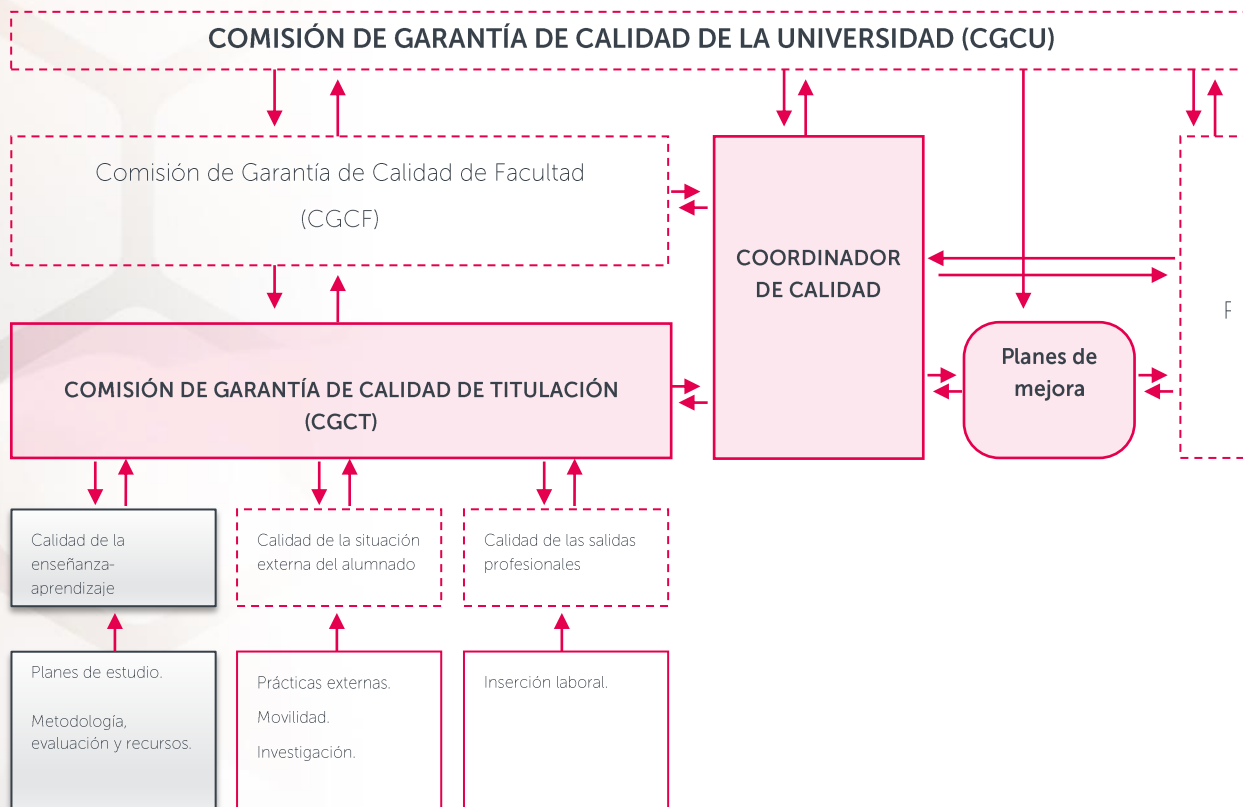 COMISIÓN DE GARANTÍA DE CALIDAD DE LA UNIVERSIDAD (CGCU)
Comisión de Garantía de Calidad de Facultad
(CGCF)
COORDINADOR
DE CALIDAD
Planes de
mejora
COMISIÓN DE GARANTÍA DE CALIDAD DE TITULACIÓN
(CGCT)
Calidad de la
enseñanza-
aprendizaje
Calidad de la situación
externa del alumnado
Calidad de las salidas
profesionales
Planes de estudio.
Metodología,
evaluación y recursos.
Prácticas externas.
Movilidad.
Investigación.
Inserción laboral.